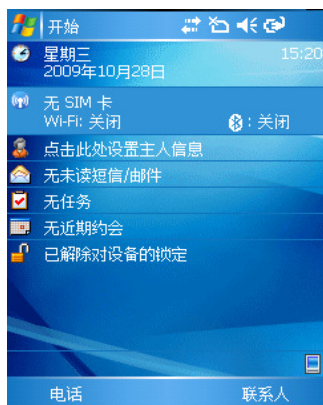 开始
星期三 15:20
2009年10月28日
无 SIM 卡
Wi-Fi: 关闭 : 关闭
点击此处设置主人信息
无未读短信/邮件
无任务
无近期约会
已解除对设备的锁定
电话 联系人